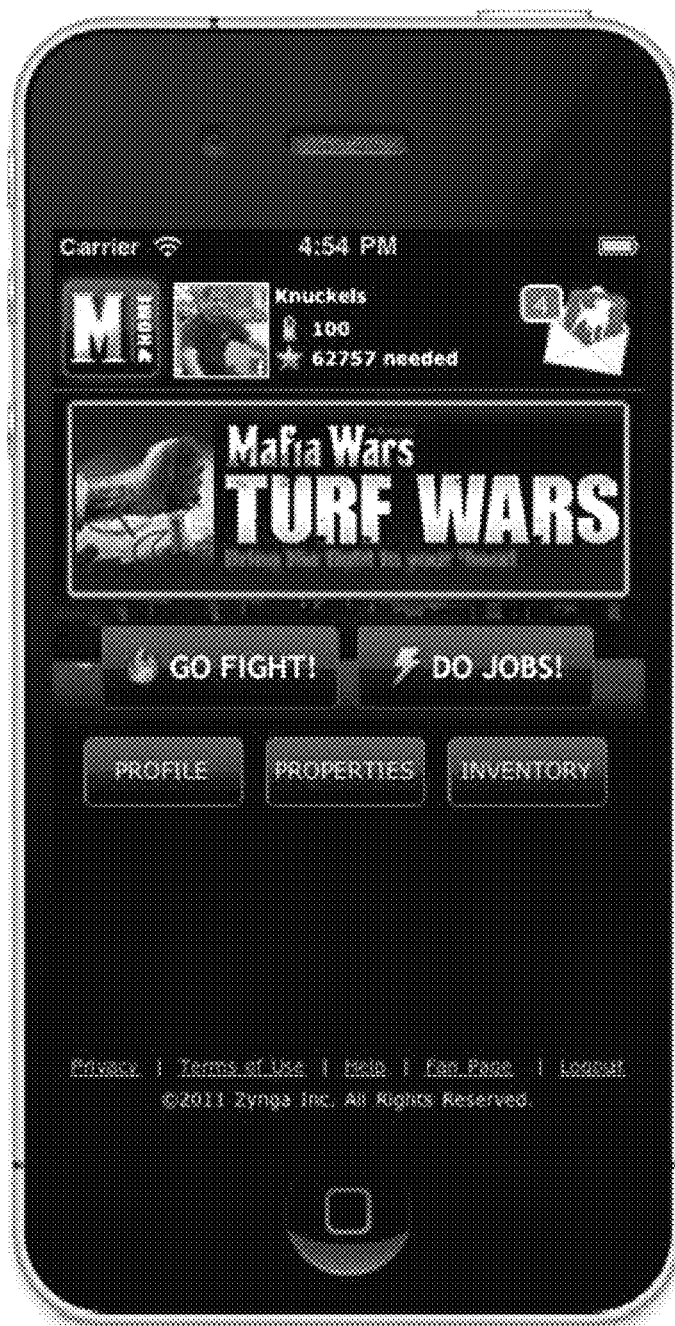 Carrier 4:54 PM
M HOME
Knuckels
100
62757 needed
4
Mafia Wars
TURF WARS
GO FIGHT! DO JOBS!
PROFILE PROPERTIES INVENTORY
Privacy | Terms of Use | Help | Fan Page | Logout
©2011 Zynga Inc. All Rights Reserved.